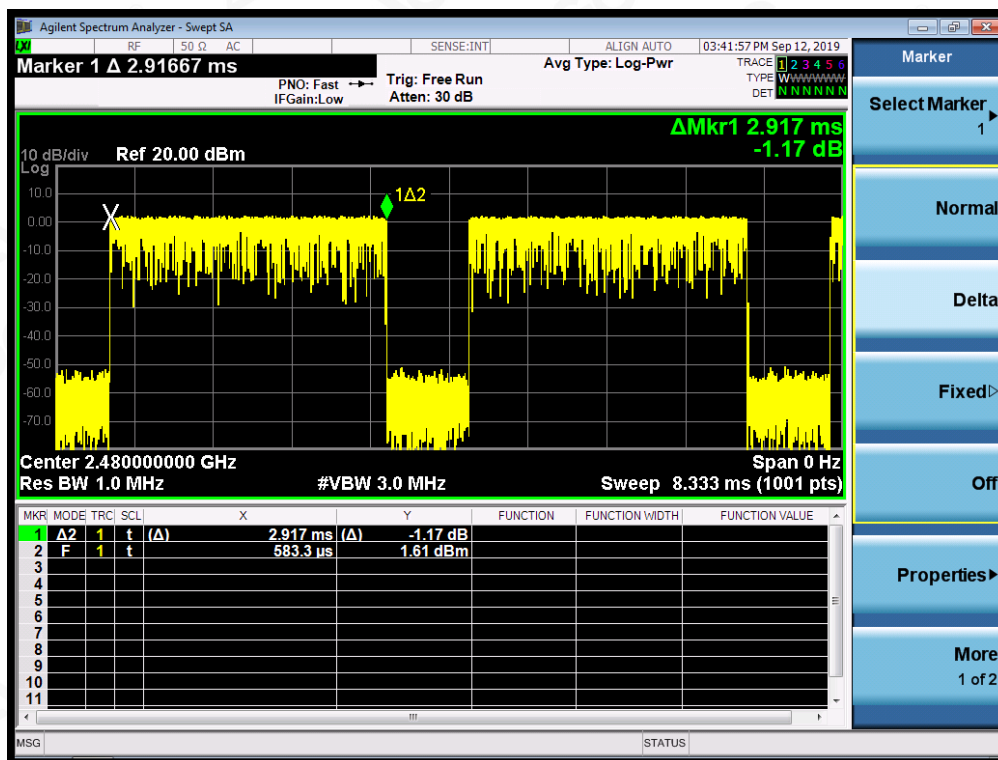 Agilent Spectrum Analyzer - Swept SA
LXI RF 50 Ω AC SENSE:INT ALIGN AUTO 03:41:57 PM Sep 12, 2019
Marker 1 Δ 2.91667 ms
PNO: Fast
IFGain:Low
Trig: Free Run
Atten: 30 dB
Avg Type: Log-Pwr
TRACE 1 2 3 4 5 6
TYPE WWWWWWW
DET N N N N N N
ΔMkr1 2.917 ms
-1.17 dB
10 dB/div Ref 20.00 dBm
Log
10.0
0.00
-10.0
-20.0
-30.0
-40.0
-50.0
-60.0
-70.0
X
1Δ2
Center 2.480000000 GHz Span 0 Hz
Res BW 1.0 MHz #VBW 3.0 MHz Sweep 8.333 ms (1001 pts)
MKR MODE TRC SCL X Y FUNCTION FUNCTION WIDTH FUNCTION VALUE
1 Δ2 1 t (Δ) 2.917 ms (Δ) -1.17 dB
2 F 1 t 583.3 µs 1.61 dBm
3
4
5
6
7
8
9
10
11
MSG STATUS
Marker
Select Marker
1
Normal
Delta
Fixed
Off
Properties
More
1 of 2